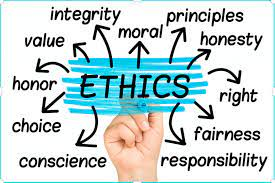 integrity
principles
value
moral
honesty
honor
ETHICS
right
choice
fairness
conscience
responsibility